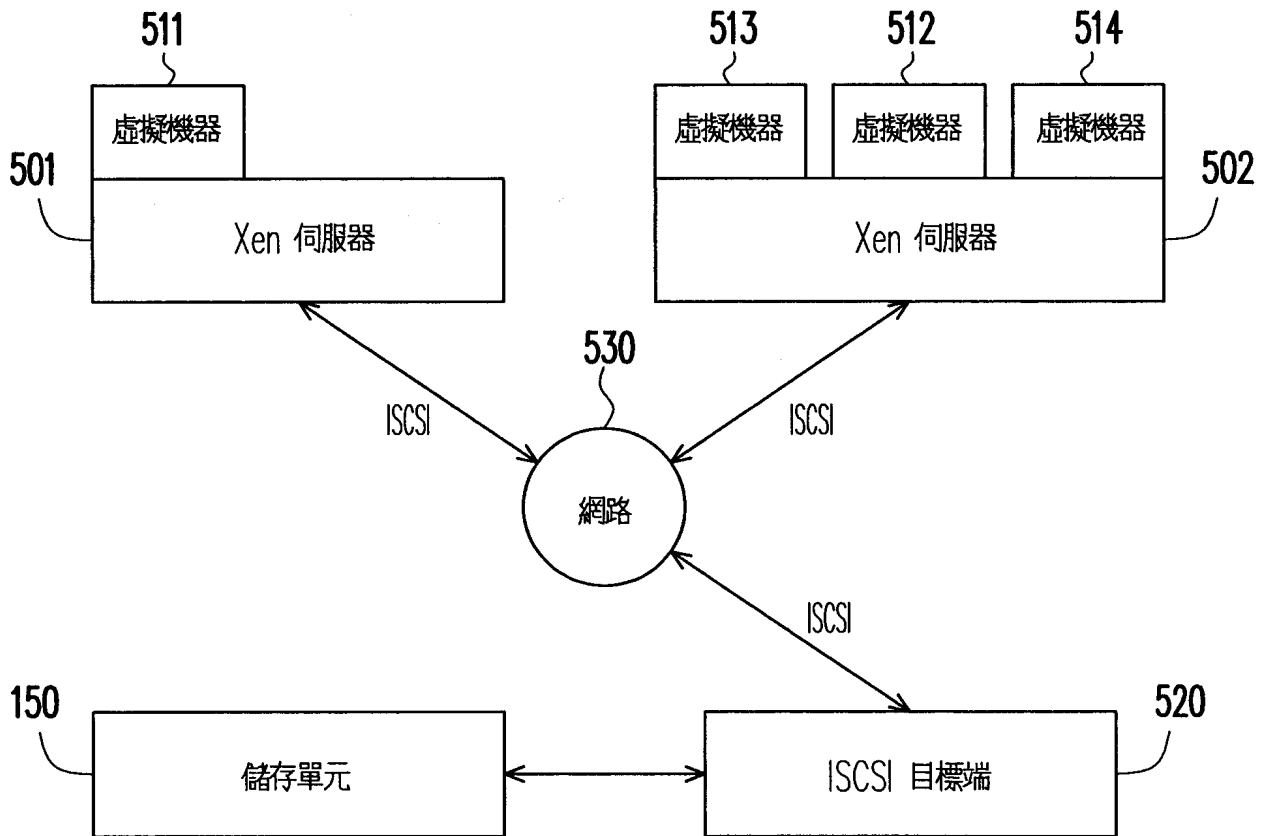 511
513
512
514
虛擬機器
虛擬機器
虛擬機器
虛擬機器
501
502
Xen 伺服器
Xen 伺服器
530
ISCSI
ISCSI
網路
ISCSI
150
520
儲存單元
ISCSI 目標端